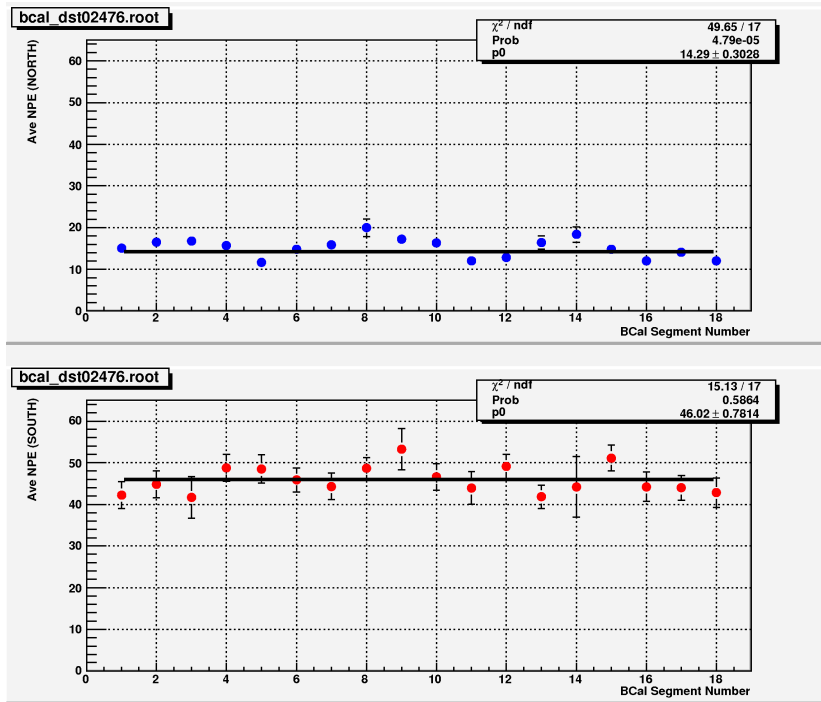 bcal_dst02476.root
χ² / ndf 49.65 / 17
Prob 4.79e-05
p0 14.29 ± 0.3028
Ave NPE (NORTH)
60
50
40
30
20
10
0
0 2 4 6 8 10 12 14 16 18
BCal Segment Number
bcal_dst02476.root
χ² / ndf 15.13 / 17
Prob 0.5864
p0 46.02 ± 0.7814
Ave NPE (SOUTH)
60
50
40
30
20
10
0
0 2 4 6 8 10 12 14 16 18
BCal Segment Number